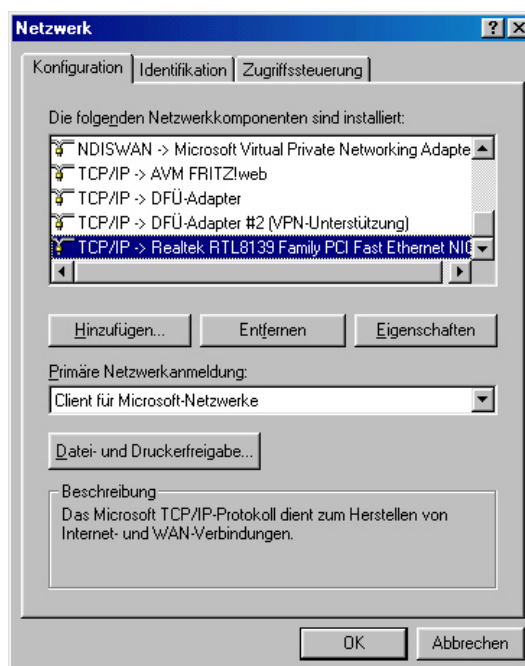 Netzwerk
Konfiguration Identifikation Zugriffssteuerung
Die folgenden Netzwerkkomponenten sind installiert:
NDISWAN -> Microsoft Virtual Private Networking Adapte
TCP/IP -> AVM FRITZ!web
TCP/IP -> DFÜ-Adapter
TCP/IP -> DFÜ-Adapter #2 (VPN-Unterstützung)
TCP/IP -> Realtek RTL8139 Family PCI Fast Ethernet NIC
Hinzufügen... Entfernen Eigenschaften
Primäre Netzwerkanmeldung:
Client für Microsoft-Netzwerke
Datei- und Druckerfreigabe...
Beschreibung
Das Microsoft TCP/IP-Protokoll dient zum Herstellen von
Internet- und WAN-Verbindungen.
OK Abbrechen